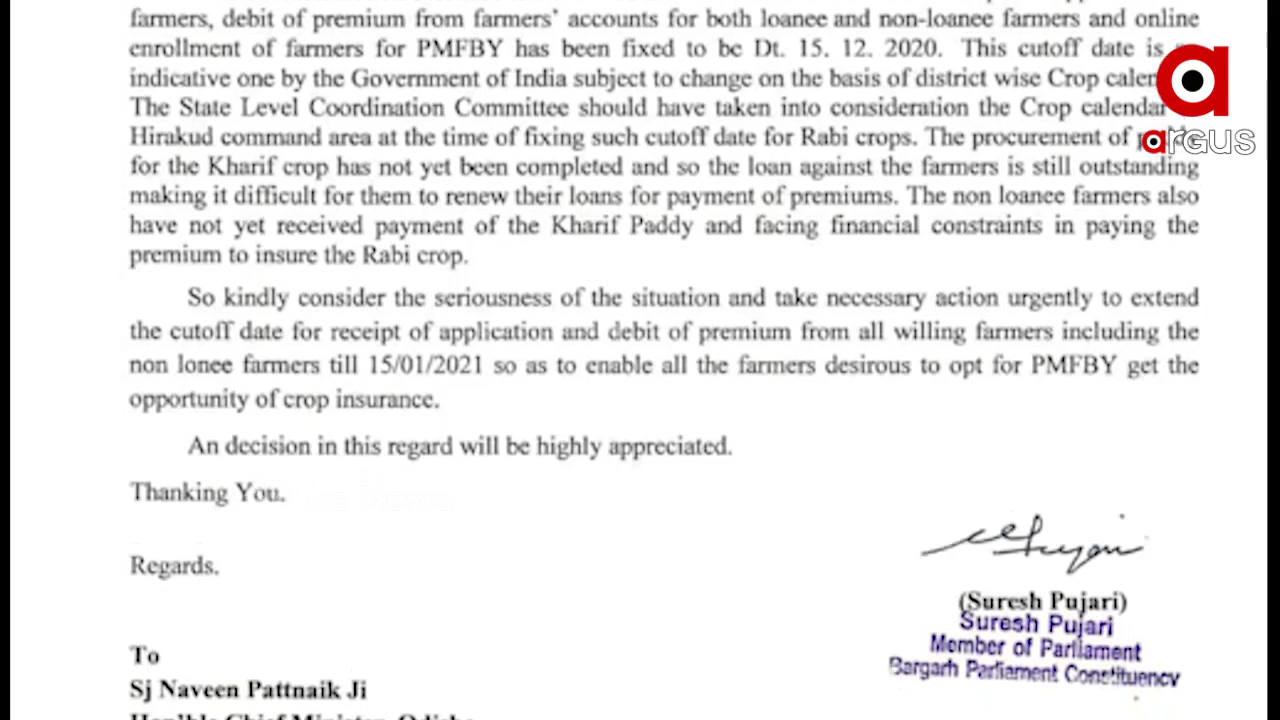 farmers, debit of premium from farmers' accounts for both loanee and non-loanee farmers and online
enrollment of farmers for PMFBY has been fixed to be Dt. 15. 12. 2020. This cutoff date is
indicative one by the Government of India subject to change on the basis of district wise Crop
The State Level Coordination Committee should have taken into consideration the Crop calendar
Hirakud command area at the time of fixing such cutoff date for Rabi crops. The procurement of
for the Kharif crop has not yet been completed and so the loan against the farmers is still outstanding
making it difficult for them to renew their loans for payment of premiums. The non loanee farmers also
have not yet received payment of the Kharif Paddy and facing financial constraints in paying the
premium to insure the Rabi crop.
So kindly consider the seriousness of the situation and take necessary action urgently to extend
the cutoff date for receipt of application and debit of premium from all willing farmers including the
non lonee farmers till 15/01/2021 so as to enable all the farmers desirous to opt for PMFBY get the
opportunity of crop insurance.
An decision in this regard will be highly appreciated.
Thanking You.
Regards.
(Suresh Pujari)
Suresh Pujari
Member of Parliament
Bargarh Parliament Constituency
To
Sj Naveen Pattnaik Ji
Hon'ble Chief Minister, Odisha
argus